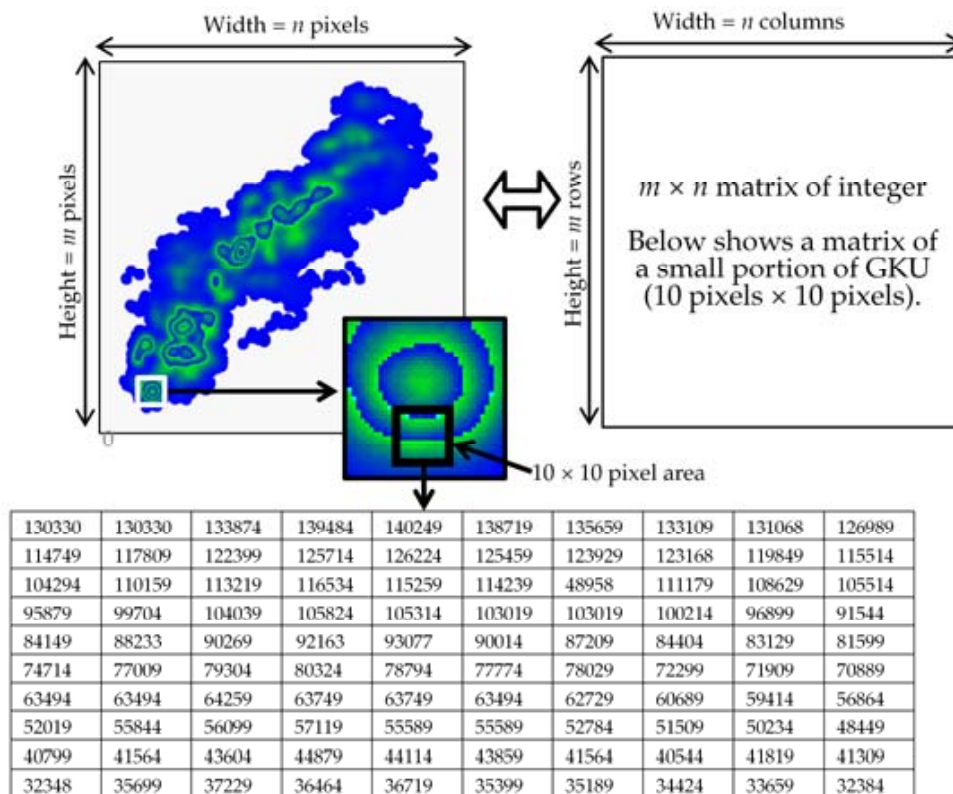 Width = n pixels
Width = n columns
Height = m pixels
Height = m rows
m × n matrix of integer
Below shows a matrix of
a small portion of GKU
(10 pixels × 10 pixels).
0
10 × 10 pixel area
130330 130330 133874 139484 140249 138719 135659 133109 131068 126989
114749 117809 122399 125714 126224 125459 123929 123168 119849 115514
104294 110159 113219 116534 115259 114239 48958 111179 108629 105514
95879 99704 104039 105824 105314 103019 103019 100214 96899 91544
84149 88233 90269 92163 93077 90014 87209 84404 83129 81599
74714 77009 79304 80324 78794 77774 78029 72299 71909 70889
63494 63494 64259 63749 63749 63494 62729 60689 59414 56864
52019 55844 56099 57119 55589 55589 52784 51509 50234 48449
40799 41564 43604 44879 44114 43859 41564 40544 41819 41309
32348 35699 37229 36464 36719 35399 35189 34424 33659 32384